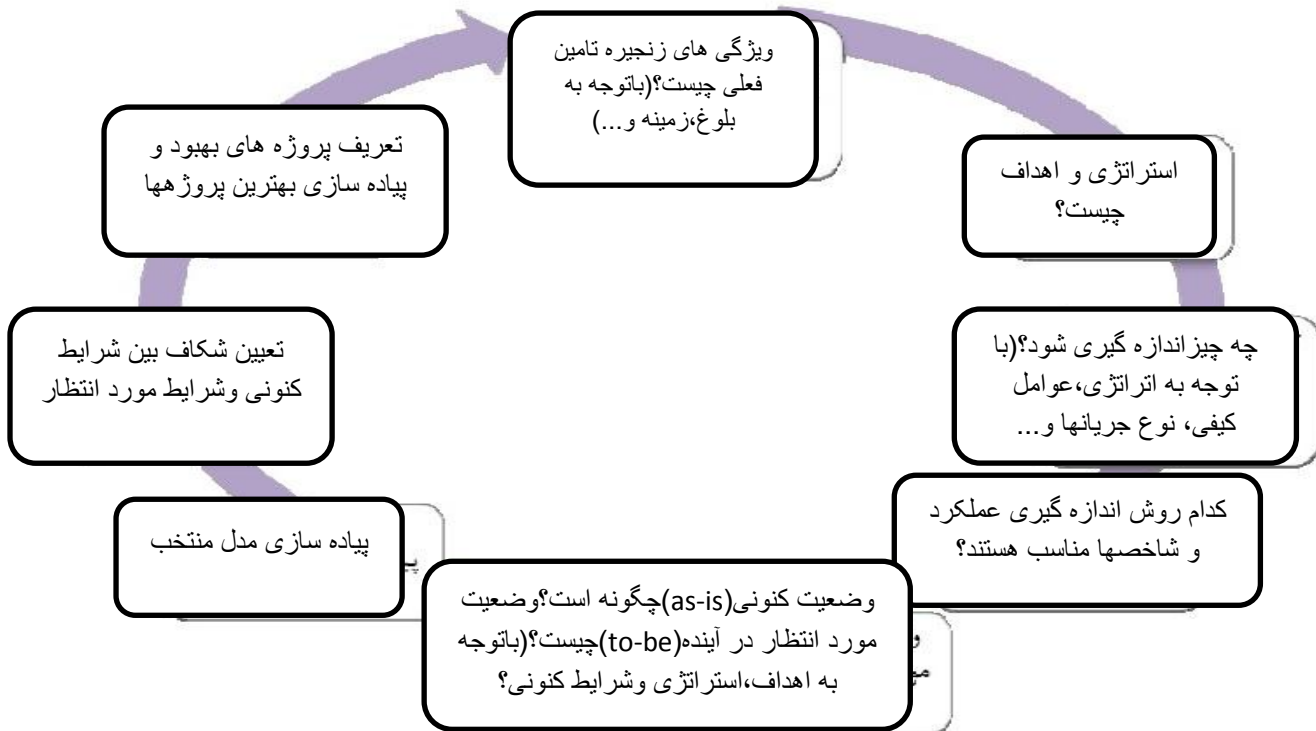 ویژگی های زنجیره تامین
فعلی چیست؟(باتوجه به
بلوغ،زمینه و...)
استراتژی و اهداف
چیست؟
چه چیزاندازه گیری شود؟(با
توجه به اتراتژی،عوامل
کیفی، نوع جریانها و...
کدام روش اندازه گیری عملکرد
و شاخصها مناسب هستند؟
وضعیت کنونی(as-is)چگونه است؟وضعیت
مورد انتظار در آینده(to-be)چیست؟(باتوجه
به اهداف،استراتژی وشرایط کنونی؟
پیاده سازی مدل منتخب
تعیین شکاف بین شرایط
کنونی وشرایط مورد انتظار
تعریف پروژه های بهبود و
پیاده سازی بهترین پروژهها